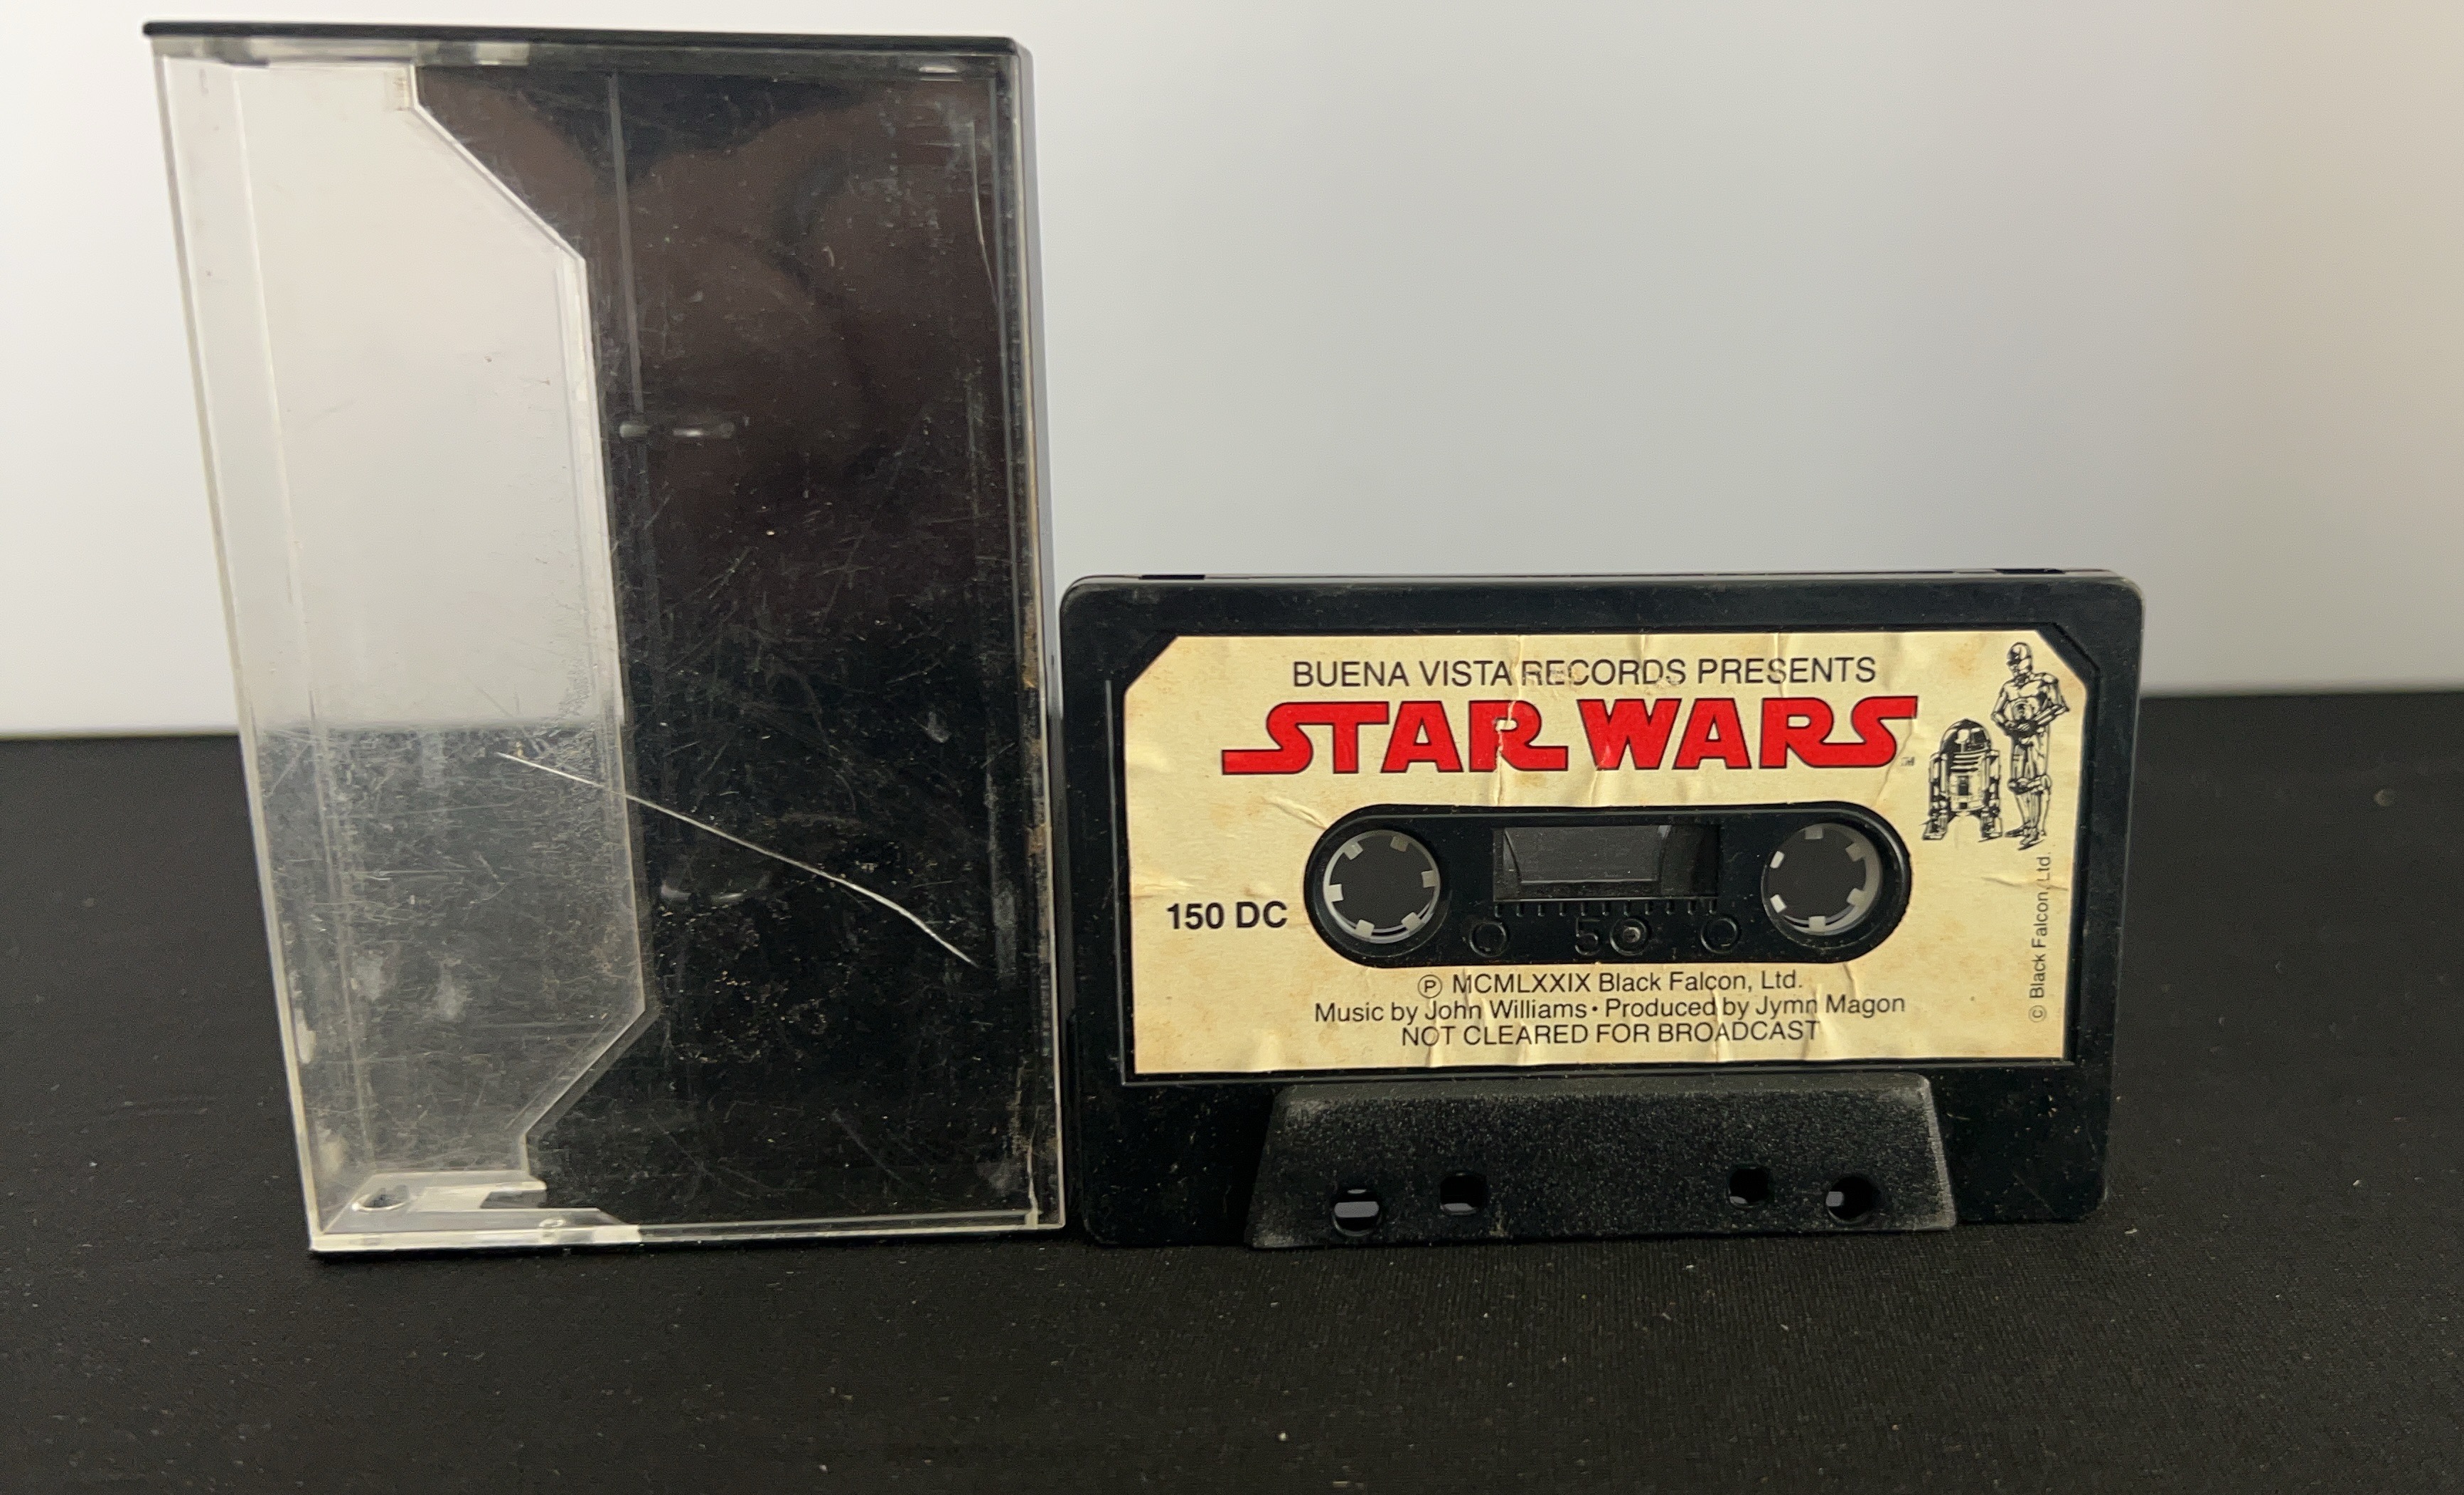 BUENA VISTA RECORDS PRESENTS
STAR WARS
150 DC
50
℗ MCMLXXIX Black Falcon, Ltd.
Music by John Williams • Produced by Jymn Magon
NOT CLEARED FOR BROADCAST
© Black Falcon, Ltd.